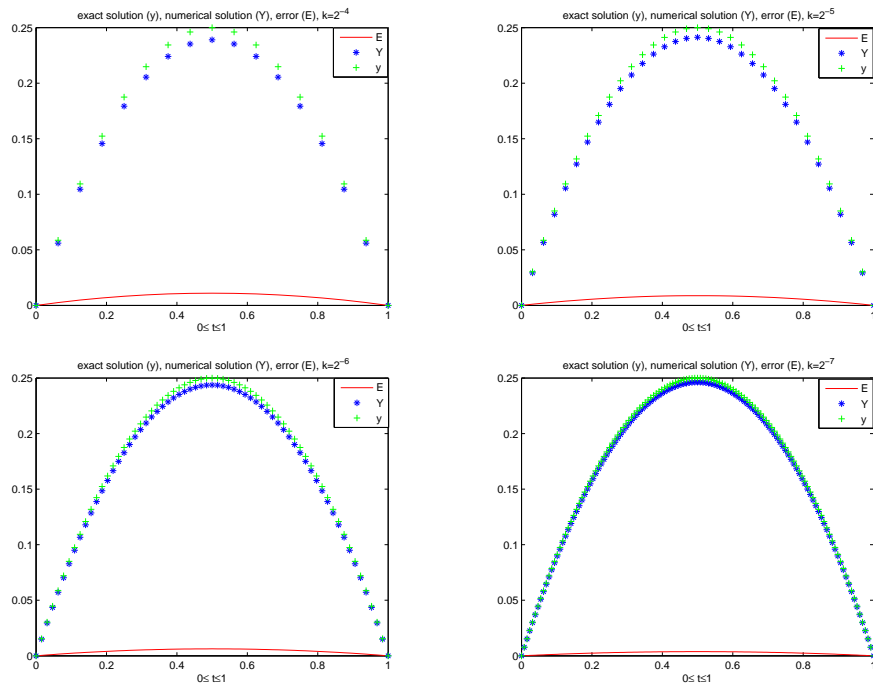 exact solution (y), numerical solution (Y), error (E), k=2⁻⁴
0.25
0.2
0.15
0.1
0.05
0
E
Y
y
0 0.2 0.4 0.6 0.8 1
0≤ t≤1
exact solution (y), numerical solution (Y), error (E), k=2⁻⁵
0.25
0.2
0.15
0.1
0.05
0
E
Y
y
0 0.2 0.4 0.6 0.8 1
0≤ t≤1
exact solution (y), numerical solution (Y), error (E), k=2⁻⁶
0.25
0.2
0.15
0.1
0.05
0
E
Y
y
0 0.2 0.4 0.6 0.8 1
0≤ t≤1
exact solution (y), numerical solution (Y), error (E), k=2⁻⁷
0.25
0.2
0.15
0.1
0.05
0
E
Y
y
0 0.2 0.4 0.6 0.8 1
0≤ t≤1